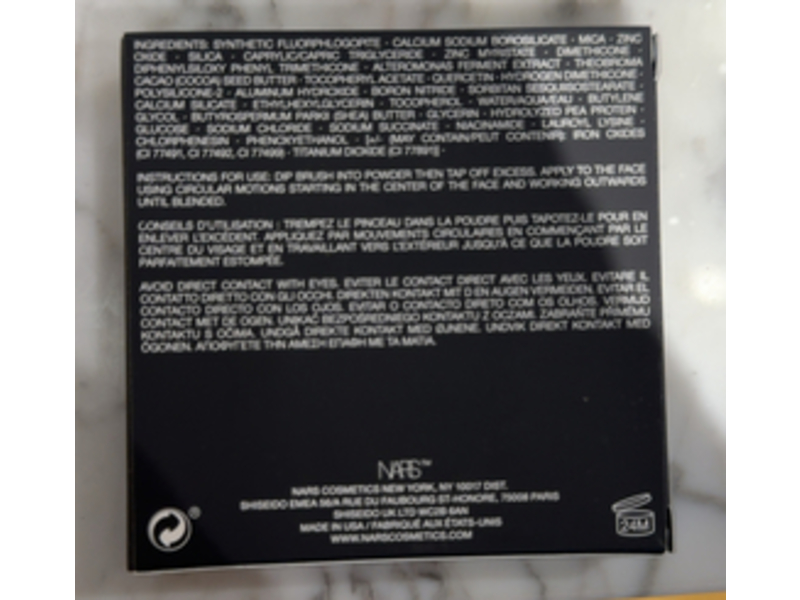 INGREDIENTS: SYNTHETIC FLUORPHLOGOPITE · CALCIUM SODIUM BOROSILICATE · MICA · ZINC
OXIDE · SILICA · CAPRYLIC/CAPRIC TRIGLYCERIDE · ZINC MYRISTATE · DIMETHICONE ·
DIPHENYLSILOXY PHENYL TRIMETHICONE · ALTEROMONAS FERMENT EXTRACT · THEOBROMA
CACAO (COCOA) SEED BUTTER · TOCOPHERYL ACETATE · QUERCETIN · HYDROGEN DIMETHICONE ·
POLYSILICONE-2 · ALUMINUM HYDROXIDE · BORON NITRIDE · SORBITAN SESQUIISOSTEARATE ·
CALCIUM SILICATE · ETHYLHEXYLGLYCERIN · TOCOPHEROL · WATER/AQUA/EAU · BUTYLENE
GLYCOL · BUTYROSPERMUM PARKII (SHEA) BUTTER · GLYCERIN · HYDROLYZED PEA PROTEIN ·
GLUCOSE · SODIUM CHLORIDE · SODIUM SUCCINATE · NIACINAMIDE · LAUROYL LYSINE ·
CHLORPHENESIN · PHENOXYETHANOL · [+/- (MAY CONTAIN/PEUT CONTENIR): IRON OXIDES
(CI 77491, CI 77492, CI 77499) · TITANIUM DIOXIDE (CI 77891)] ·
INSTRUCTIONS FOR USE: DIP BRUSH INTO POWDER THEN TAP OFF EXCESS. APPLY TO THE FACE
USING CIRCULAR MOTIONS STARTING IN THE CENTER OF THE FACE AND WORKING OUTWARDS
UNTIL BLENDED.
CONSEILS D'UTILISATION : TREMPEZ LE PINCEAU DANS LA POUDRE PUIS TAPOTEZ-LE POUR EN
ENLEVER L'EXCÉDENT. APPLIQUEZ PAR MOUVEMENTS CIRCULAIRES EN COMMENÇANT PAR LE
CENTRE DU VISAGE ET EN TRAVAILLANT VERS L'EXTÉRIEUR JUSQU'À CE QUE LA POUDRE SOIT
PARFAITEMENT ESTOMPÉE.
AVOID DIRECT CONTACT WITH EYES. EVITER LE CONTACT DIRECT AVEC LES YEUX. EVITARE IL
CONTATTO DIRETTO CON GLI OCCHI. DIREKTEN KONTAKT MIT DEN AUGEN VERMEIDEN. EVITAR EL
CONTACTO DIRECTO CON LOS OJOS. EVITAR O CONTACTO DIRETO COM OS OLHOS. VERMIJD
CONTACT MET DE OGEN. UNIKAĆ BEZPOŚREDNIEGO KONTAKTU Z OCZAMI. ZABRAŇTE PŘÍMÉMU
KONTAKTU S OČIMA. UNDGÅ DIREKTE KONTAKT MED ØJNENE. UNDVIK DIREKT KONTAKT MED
ÖGONEN. ΑΠΟΦΥΓΕΤΕ ΤΗΝ ΑΜΕΣΗ ΕΠΑΦΗ ΜΕ ΤΑ ΜΑΤΙΑ.
NARS™
NARS COSMETICS NEW YORK, NY 10017 DIST.
SHISEIDO EMEA 56/A RUE DU FAUBOURG ST-HONORE, 75008 PARIS
SHISEIDO UK LTD WC2B 6AN
MADE IN USA / FABRIQUÉ AUX ÉTATS-UNIS
WWW.NARSCOSMETICS.COM
24M